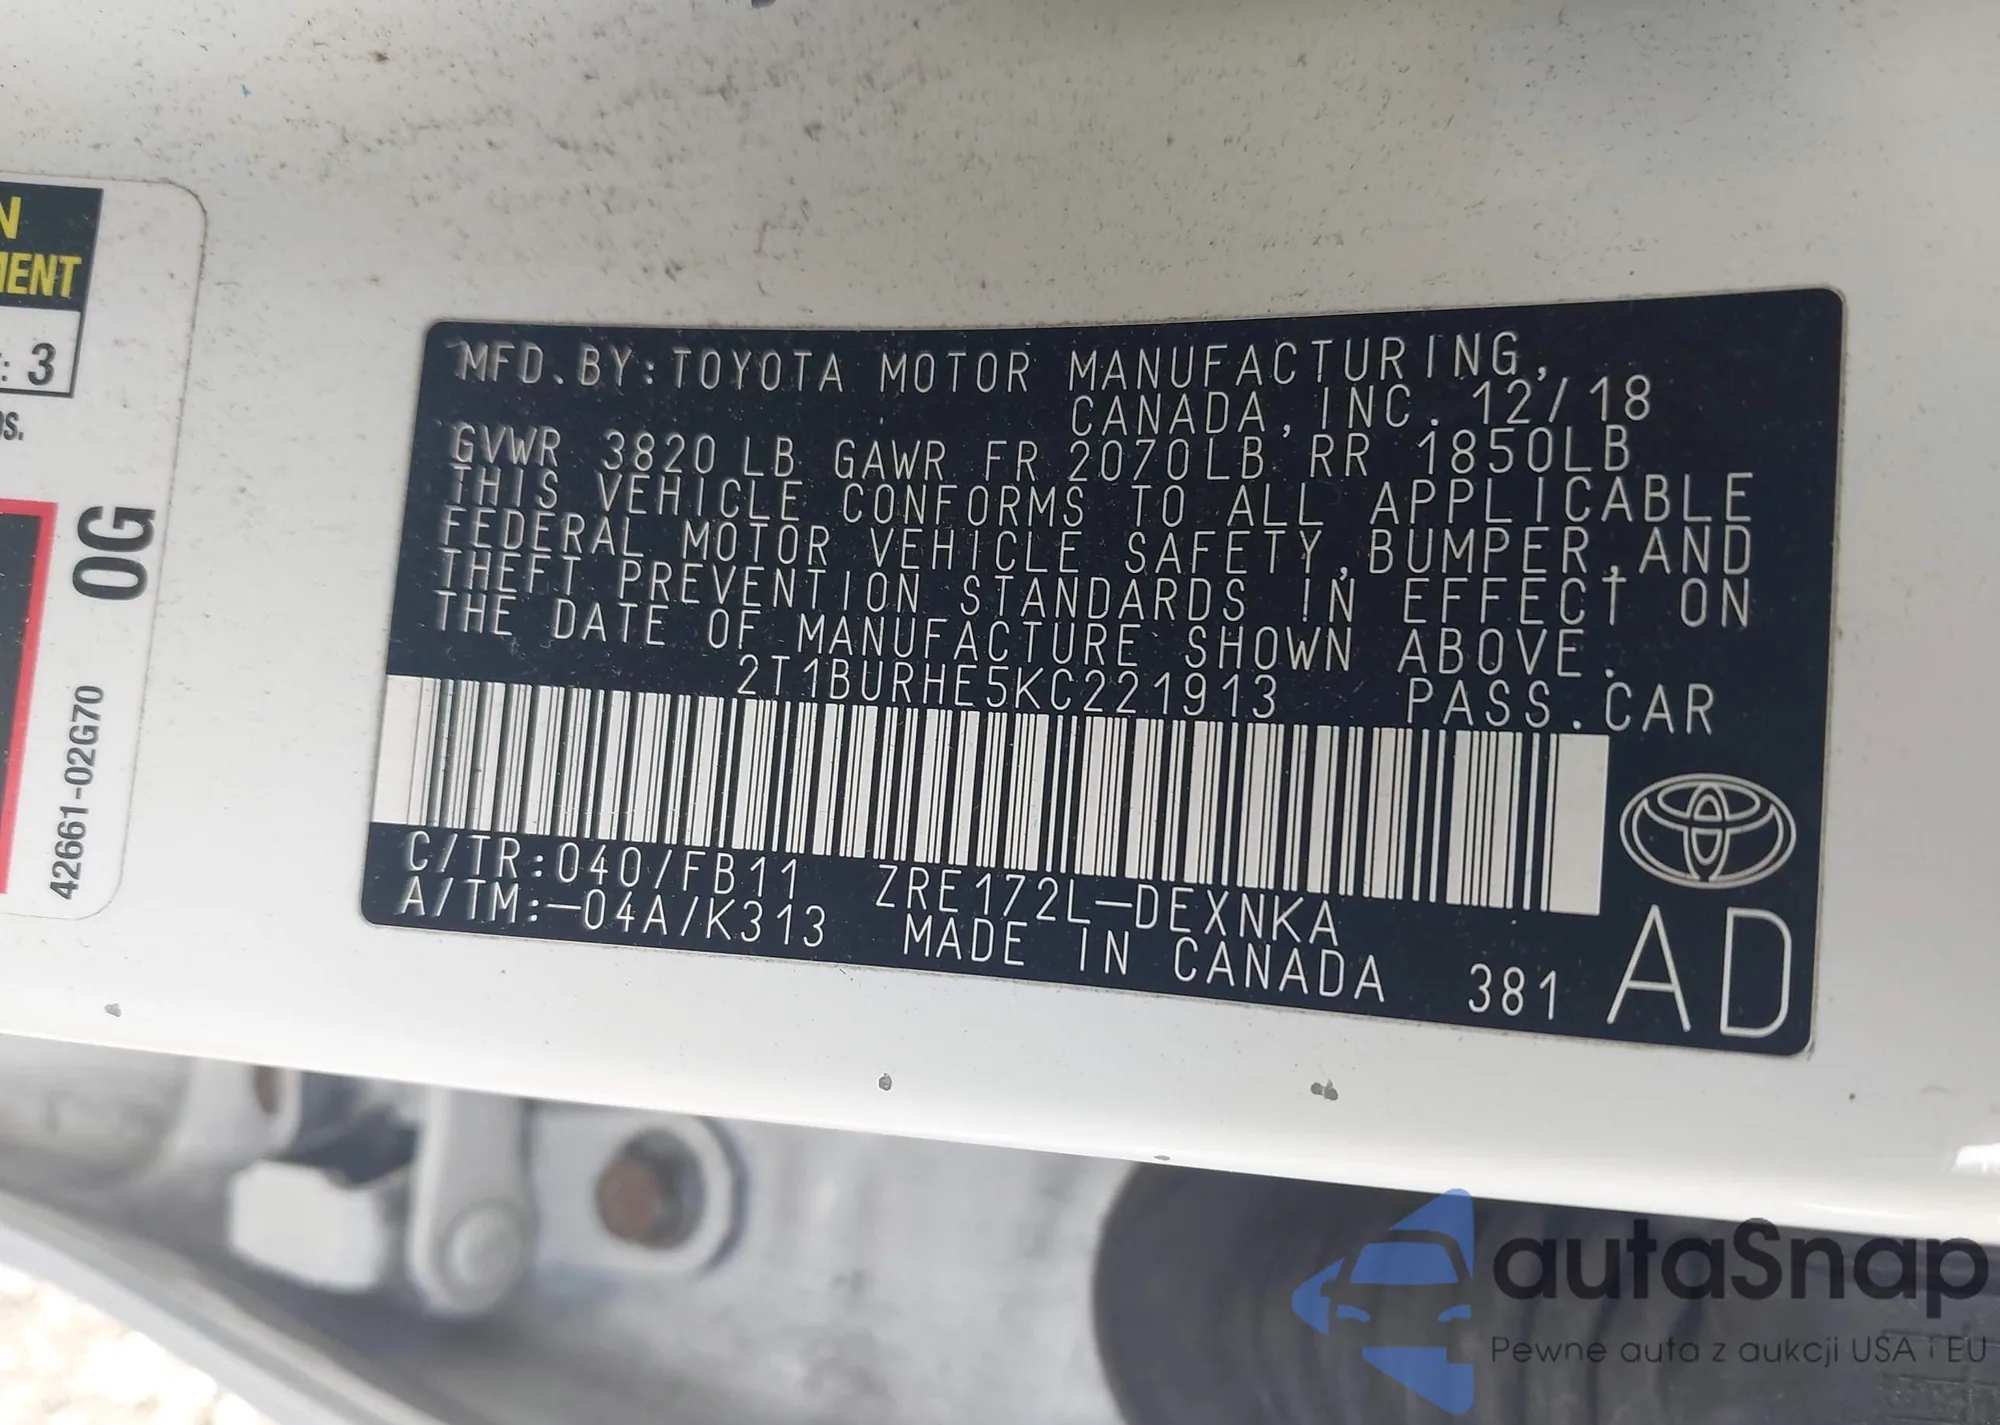 N
MENT
: 3
os.
0G
42661-02G70
MFD.BY:TOYOTA MOTOR MANUFACTURING,
CANADA,INC. 12/18
GVWR 3820 LB GAWR FR 2070LB RR 1850LB
THIS VEHICLE CONFORMS TO ALL APPLICABLE
FEDERAL MOTOR VEHICLE SAFETY,BUMPER,AND
THEFT PREVENTION STANDARDS IN EFFECT ON
THE DATE OF MANUFACTURE SHOWN ABOVE.
2T1BURHE5KC221913 PASS.CAR
C/TR:040/FB11 ZRE172L-DEXNKA
A/TM:-04A/K313 MADE IN CANADA 381 AD
autaSnap
Pewne auta z aukcji USA i EU